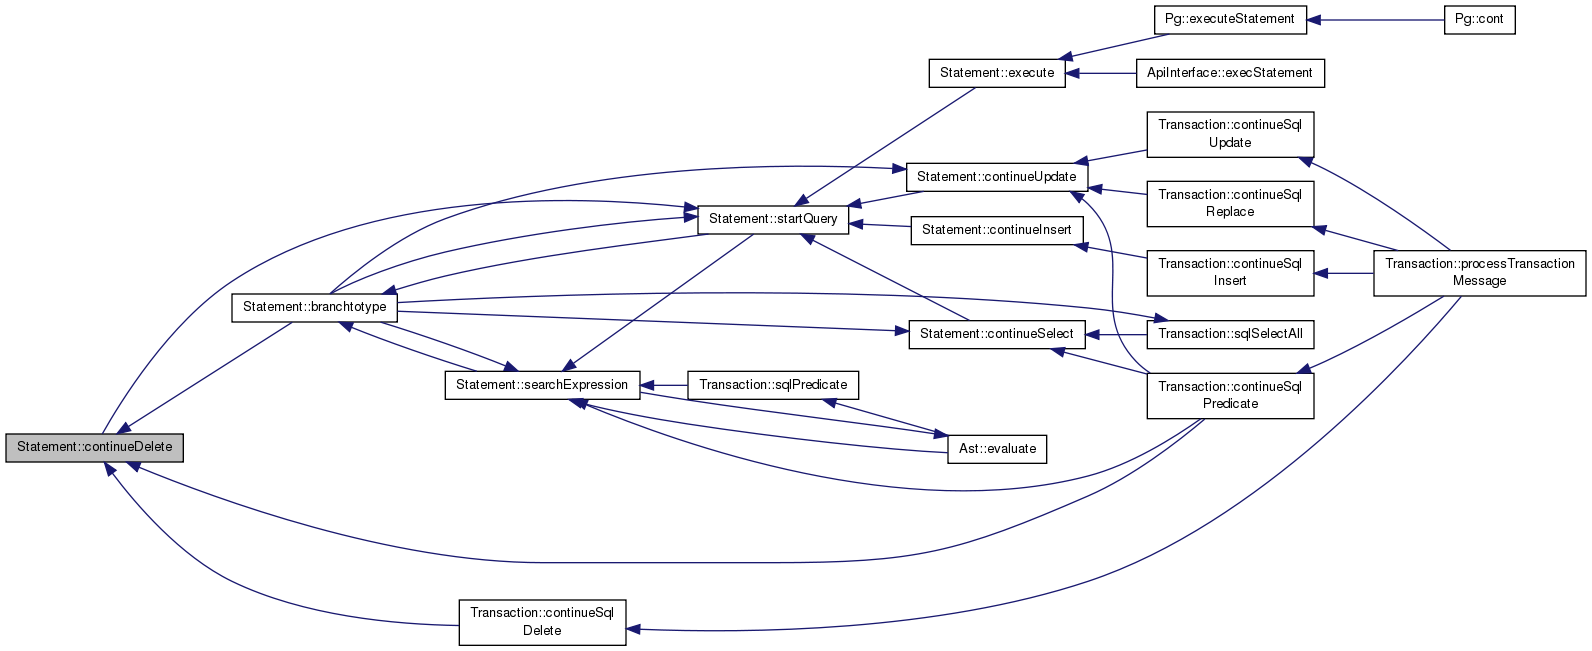 Pg::executeStatement
Pg::cont
Statement::execute
ApiInterface::execStatement
Transaction::continueSql
Update
Statement::continueUpdate
Transaction::continueSql
Replace
Statement::startQuery
Statement::continueInsert
Transaction::continueSql
Insert
Transaction::processTransaction
Message
Statement::branchtotype
Statement::continueSelect
Transaction::sqlSelectAll
Statement::searchExpression
Transaction::sqlPredicate
Transaction::continueSql
Predicate
Statement::continueDelete
Ast::evaluate
Transaction::continueSql
Delete